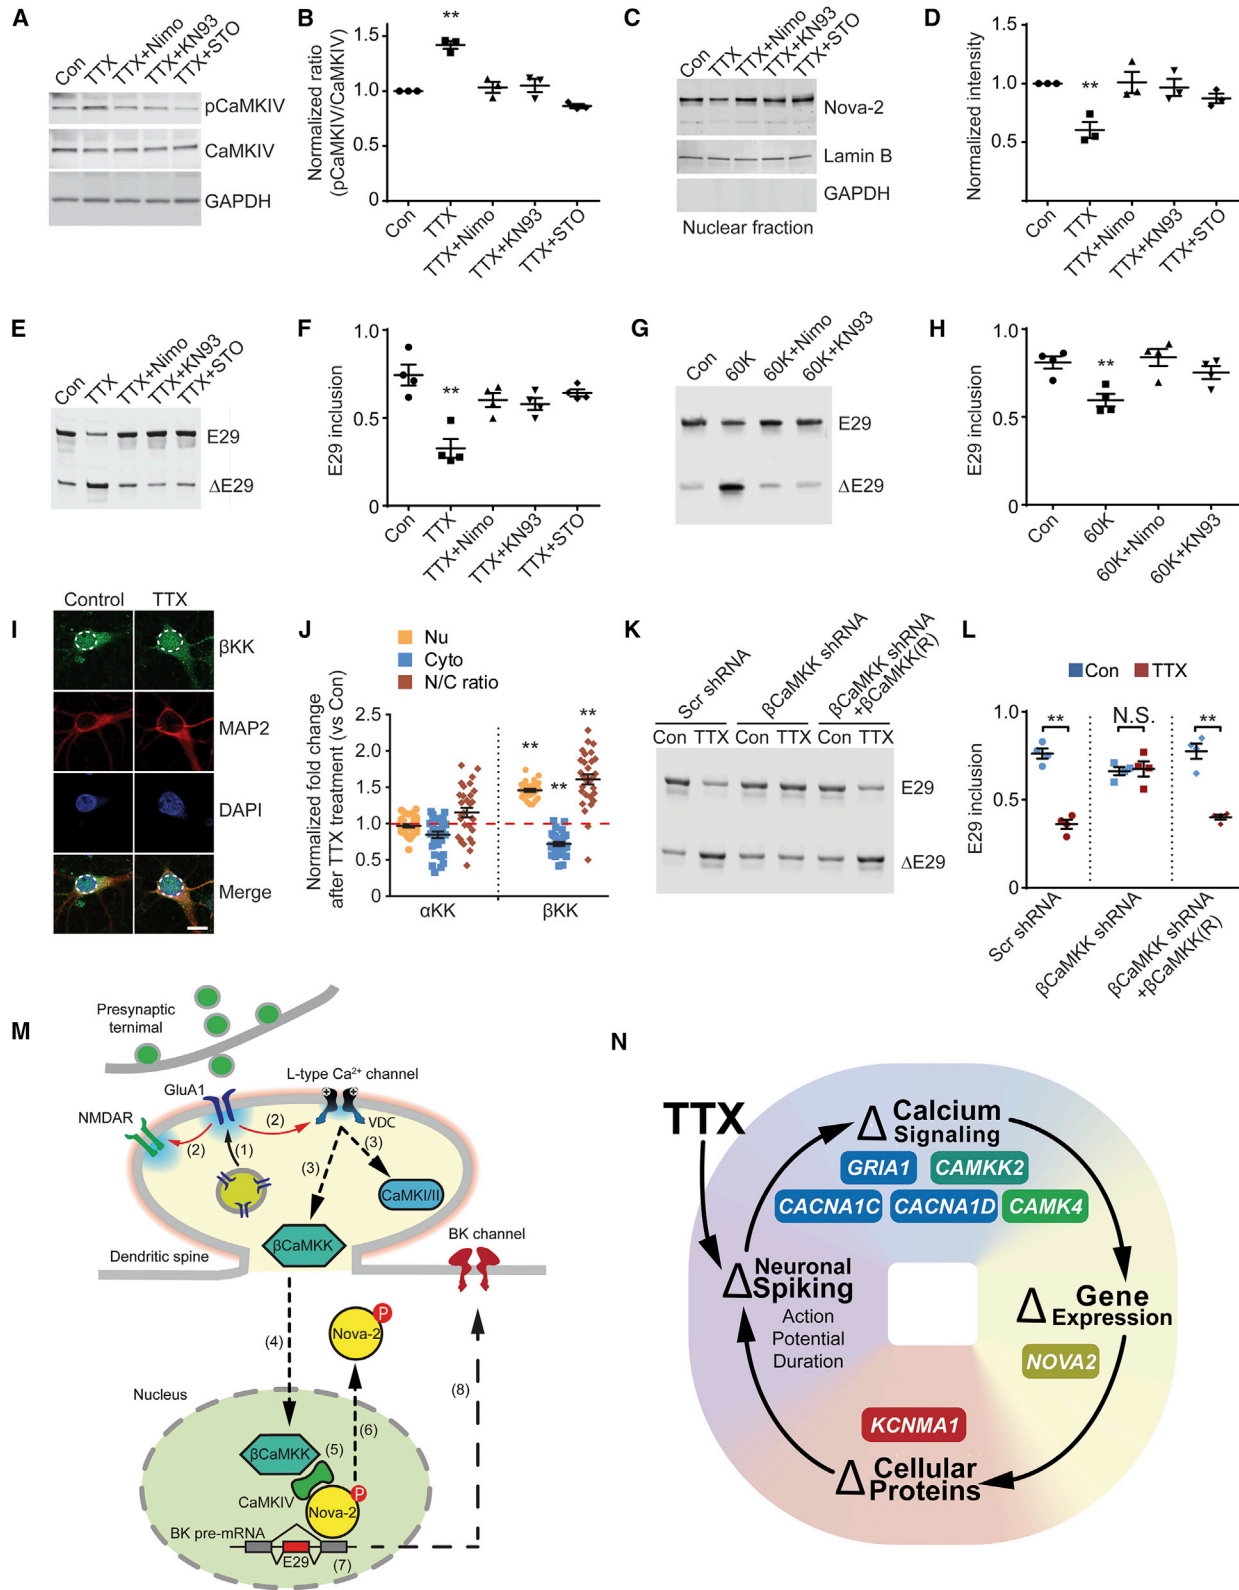 A
Con
TTX
TTX+Nimo
TTX+KN93
TTX+STO
pCaMKIV
CaMKIV
GAPDH
B
Normalized ratio
(pCaMKIV/CaMKIV)
1.5
1.0
0.5
0
**
Con
TTX
TTX+Nimo
TTX+KN93
TTX+STO
C
Con
TTX
TTX+Nimo
TTX+KN93
TTX+STO
Nova-2
Lamin B
GAPDH
Nuclear fraction
D
Normalized intensity
1.5
1.0
0.5
0
**
Con
TTX
TTX+Nimo
TTX+KN93
TTX+STO
E
Con
TTX
TTX+Nimo
TTX+KN93
TTX+STO
E29
ΔE29
F
E29 inclusion
1.0
0.5
0
**
Con
TTX
TTX+Nimo
TTX+KN93
TTX+STO
G
Con
60K
60K+Nimo
60K+KN93
E29
ΔE29
H
E29 inclusion
1.0
0.5
0
**
Con
60K
60K+Nimo
60K+KN93
I
Control TTX
βKK
MAP2
DAPI
Merge
J
Nu
Cyto
N/C ratio
Normalized fold change
after TTX treatment (vs Con)
2.5
2.0
1.5
1.0
0.5
0
**
**
**
αKK
βKK
K
Scr shRNA
βCaMKK shRNA
βCaMKK shRNA
+βCaMKK(R)
Con TTX Con TTX Con TTX
E29
ΔE29
L
Con TTX
E29 inclusion
1.0
0.5
0
**
N.S.
**
Scr shRNA
βCaMKK shRNA
βCaMKK shRNA
+βCaMKK(R)
M
Presynaptic
terninal
GluA1
L-type Ca²⁺ channel
NMDAR
VDC
(2)
(2)
(1)
(3)
(3)
CaMKI/II
βCaMKK
Dendritic spine
BK channel
(4)
P
Nova-2
Nucleus
(6)
(8)
βCaMKK
(5)
CaMKIV
P
Nova-2
BK pre-mRNA
E29
(7)
N
TTX
Δ Calcium
Signaling
GRIA1
CAMKK2
CACNA1C
CACNA1D
CAMK4
Δ Neuronal
Spiking
Action
Potential
Duration
Δ Gene
Expression
NOVA2
KCNMA1
Δ Cellular
Proteins